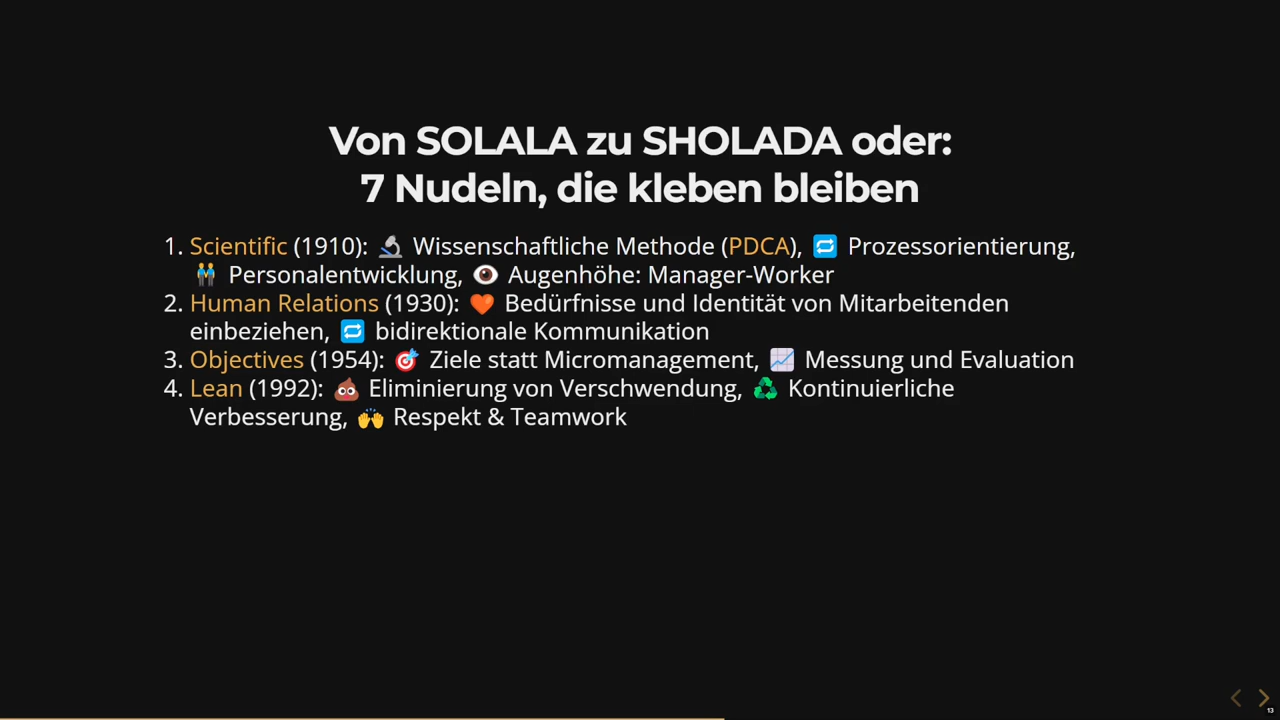 Von SOLALA zu SHOLADA oder:
7 Nudeln, die kleben bleiben
1. Scientific (1910): 🔬 Wissenschaftliche Methode (PDCA), 🔁 Prozessorientierung,
👬 Personalentwicklung, 👁️ Augenhöhe: Manager-Worker
2. Human Relations (1930): ❤️ Bedürfnisse und Identität von Mitarbeitenden
einbeziehen, 🔁 bidirektionale Kommunikation
3. Objectives (1954): 🎯 Ziele statt Micromanagement, 📈 Messung und Evaluation
4. Lean (1992): 💩 Eliminierung von Verschwendung, ♻️ Kontinuierliche
Verbesserung, 🙌 Respekt & Teamwork
13